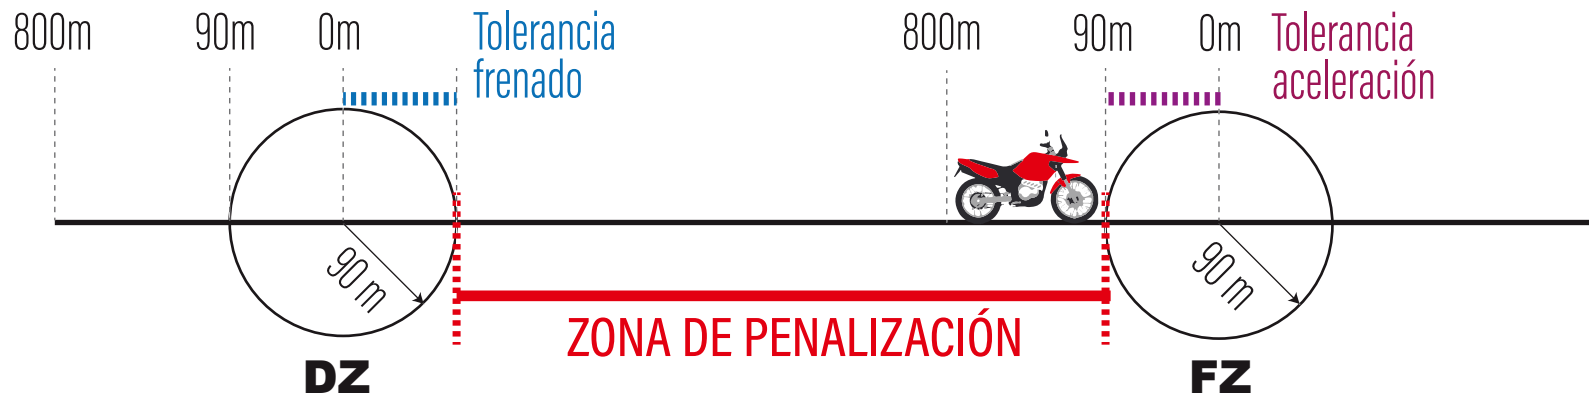 800m 90m 0m Tolerancia
frenado
800m 90m 0m Tolerancia
aceleración
90 m
90 m
ZONA DE PENALIZACIÓN
DZ
FZ